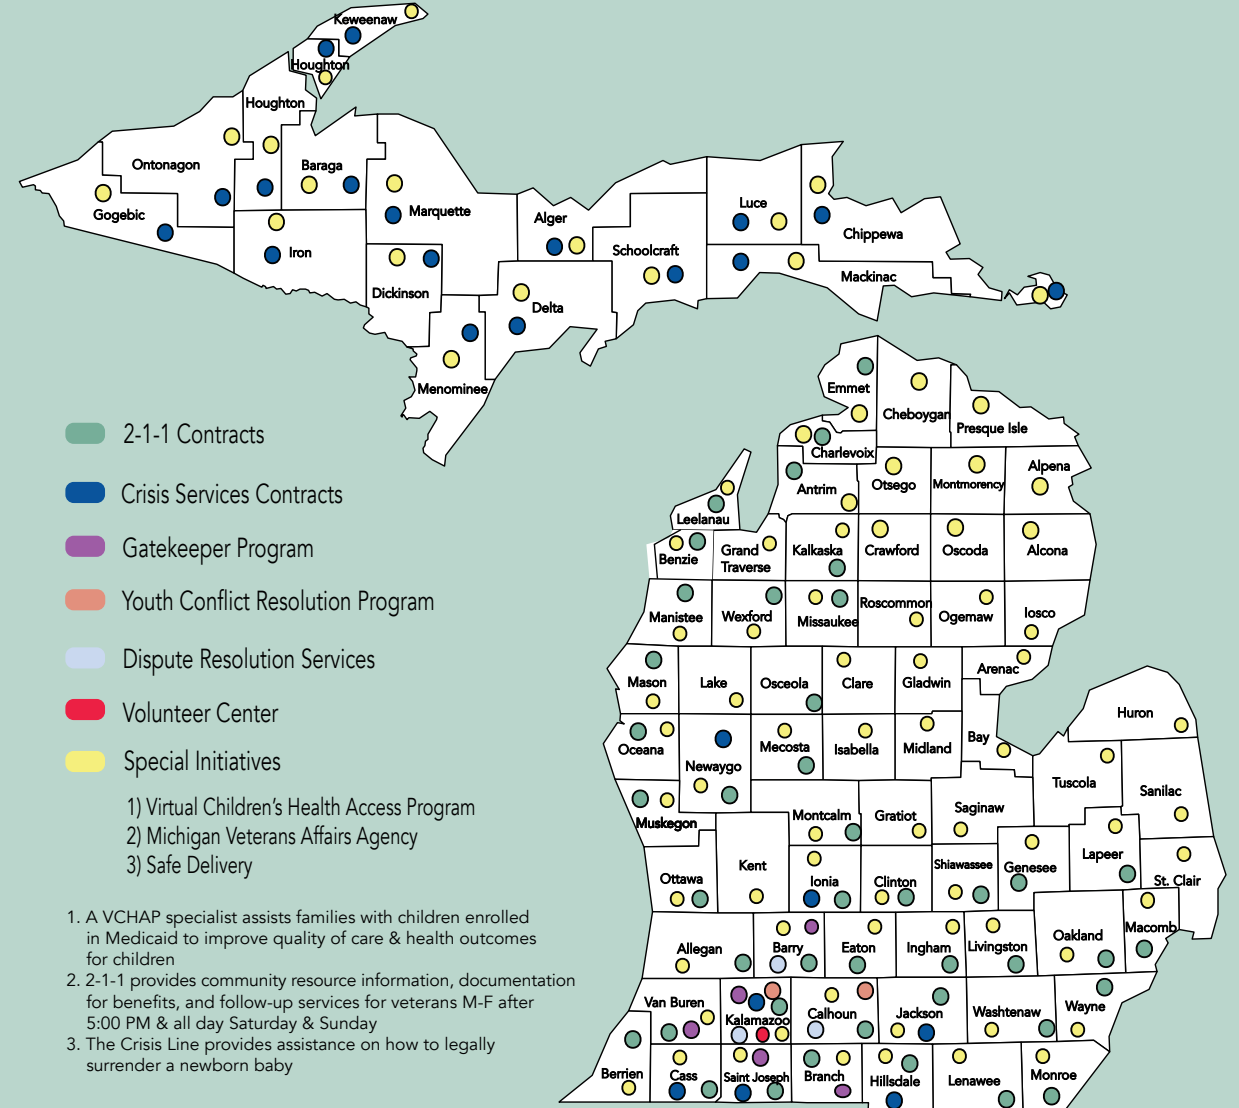 Keweenaw
Houghton
Houghton
Ontonagon
Baraga
Gogebic
Marquette
Alger
Luce
Iron
Schoolcraft
Chippewa
Dickinson
Delta
Mackinac
Menominee
2-1-1 Contracts
Crisis Services Contracts
Gatekeeper Program
Youth Conflict Resolution Program
Dispute Resolution Services
Volunteer Center
Special Initiatives
1) Virtual Children's Health Access Program
2) Michigan Veterans Affairs Agency
3) Safe Delivery
1. A VCHAP specialist assists families with children enrolled
in Medicaid to improve quality of care & health outcomes
for children
2. 2-1-1 provides community resource information, documentation
for benefits, and follow-up services for veterans M-F after
5:00 PM & all day Saturday & Sunday
3. The Crisis Line provides assistance on how to legally
surrender a newborn baby
Emmet
Cheboygan
Presque Isle
Charlevoix
Antrim
Otsego
Montmorency
Alpena
Leelanau
Benzie
Grand
Traverse
Kalkaska
Crawford
Oscoda
Alcona
Manistee
Wexford
Missaukee
Roscommon
Ogemaw
Iosco
Mason
Lake
Osceola
Clare
Gladwin
Arenac
Huron
Oceana
Newaygo
Mecosta
Isabella
Midland
Bay
Tuscola
Sanilac
Muskegon
Montcalm
Gratiot
Saginaw
Ottawa
Kent
Ionia
Clinton
Shiawassee
Genesee
Lapeer
St. Clair
Allegan
Barry
Eaton
Ingham
Livingston
Oakland
Macomb
Van Buren
Kalamazoo
Calhoun
Jackson
Washtenaw
Wayne
Berrien
Cass
Saint Joseph
Branch
Hillsdale
Lenawee
Monroe